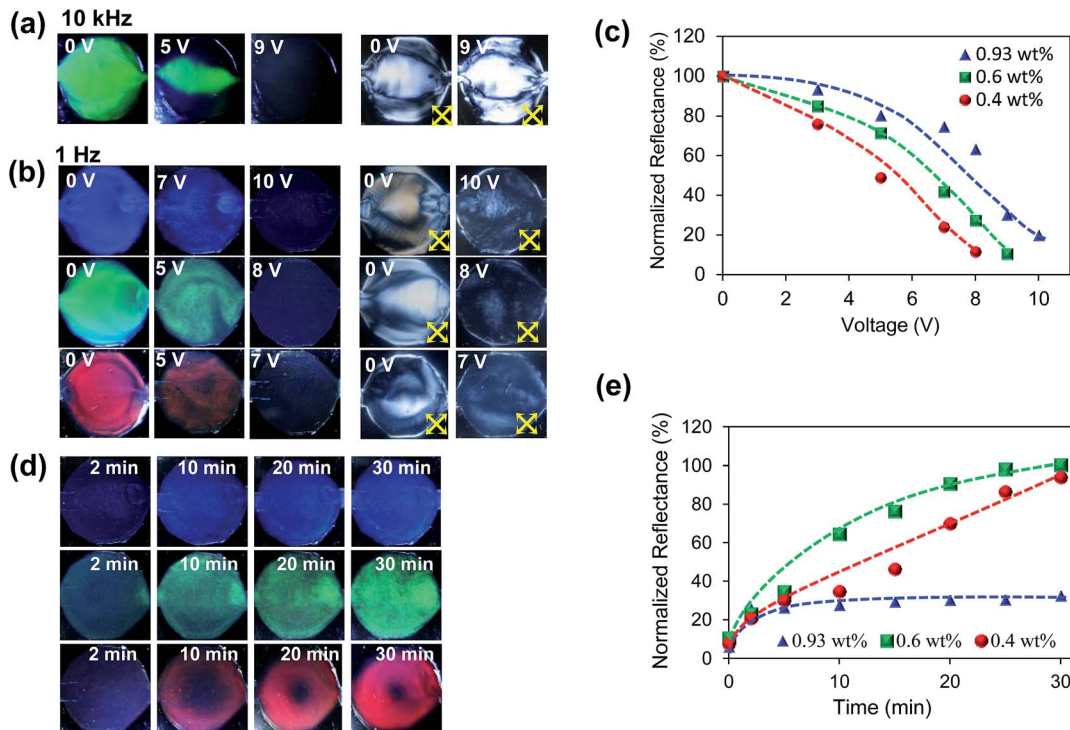 (a)
10 kHz
0 V
5 V
9 V
0 V
9 V
(b)
1 Hz
0 V
7 V
10 V
0 V
10 V
0 V
5 V
8 V
0 V
8 V
0 V
5 V
7 V
0 V
7 V
(c)
Normalized Reflectance (%)
120
100
80
60
40
20
0
0 2 4 6 8 10
Voltage (V)
0.93 wt%
0.6 wt%
0.4 wt%
(d)
2 min
10 min
20 min
30 min
2 min
10 min
20 min
30 min
2 min
10 min
20 min
30 min
(e)
Normalized Reflectance (%)
120
100
80
60
40
20
0
0 10 20 30
Time (min)
0.93 wt% 0.6 wt% 0.4 wt%